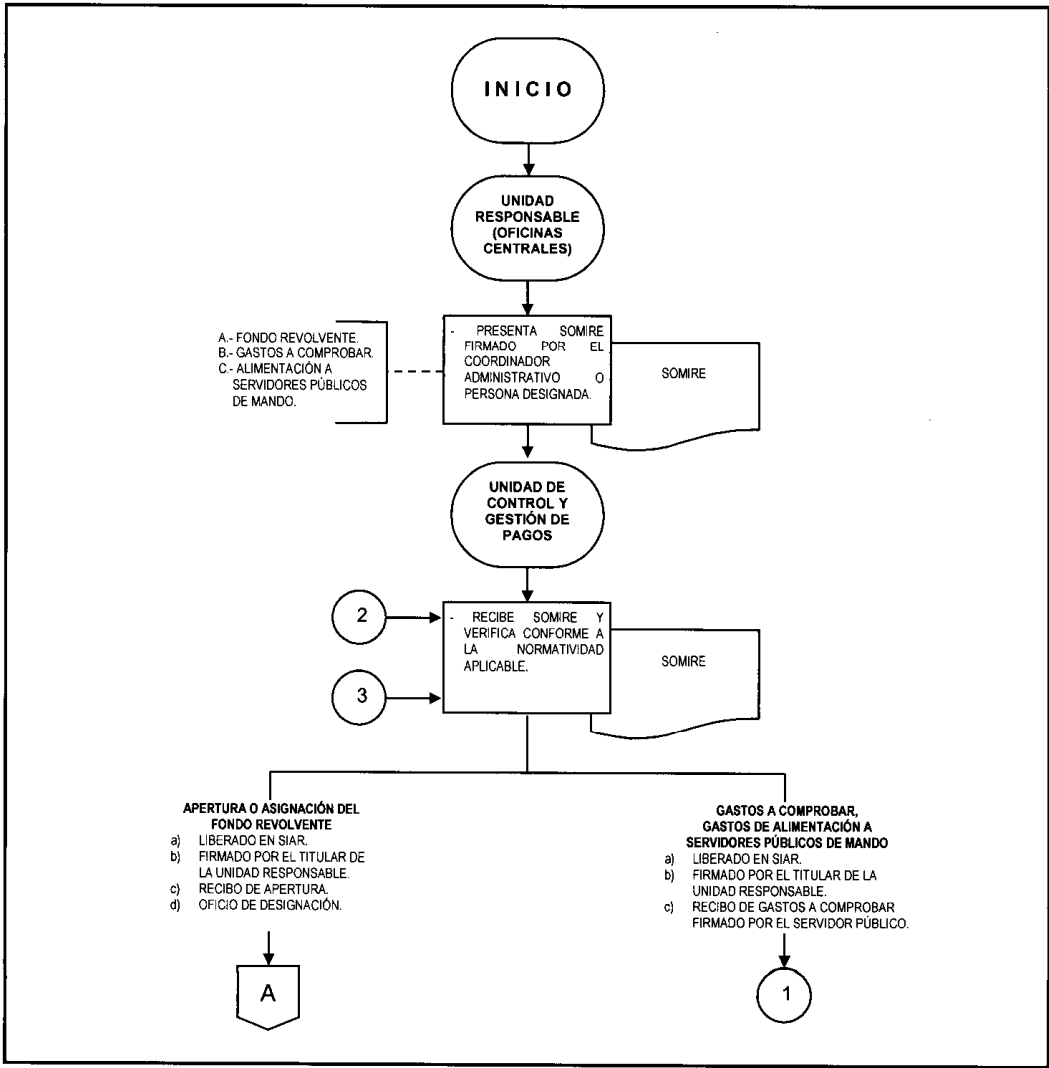 INICIO
UNIDAD
RESPONSABLE
(OFICINAS
CENTRALES)
A.- FONDO REVOLVENTE.
B.- GASTOS A COMPROBAR.
C.- ALIMENTACIÓN A
SERVIDORES PÚBLICOS
DE MANDO.
- PRESENTA SOMIRE
FIRMADO POR EL
COORDINADOR
ADMINISTRATIVO O
PERSONA DESIGNADA.
SOMIRE
UNIDAD DE
CONTROL Y
GESTIÓN DE
PAGOS
2
3
- RECIBE SOMIRE Y
VERIFICA CONFORME A
LA NORMATIVIDAD
APLICABLE.
SOMIRE
APERTURA O ASIGNACIÓN DEL
FONDO REVOLVENTE
a) LIBERADO EN SIAR.
b) FIRMADO POR EL TITULAR DE
LA UNIDAD RESPONSABLE.
c) RECIBO DE APERTURA.
d) OFICIO DE DESIGNACIÓN.
A
GASTOS A COMPROBAR,
GASTOS DE ALIMENTACIÓN A
SERVIDORES PÚBLICOS DE MANDO
a) LIBERADO EN SIAR.
b) FIRMADO POR EL TITULAR DE LA
UNIDAD RESPONSABLE.
c) RECIBO DE GASTOS A COMPROBAR
FIRMADO POR EL SERVIDOR PÚBLICO.
1